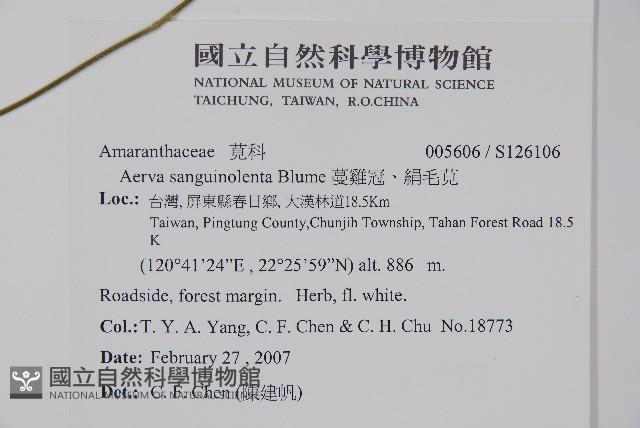 國立自然科學博物館
NATIONAL MUSEUM OF NATURAL SCIENCE
TAICHUNG, TAIWAN, R.O.CHINA
Amaranthaceae 莧科 005606 / S126106
Aerva sanguinolenta Blume 蔓雞冠、絹毛莧
Loc.: 台灣, 屏東縣春日鄉, 大漢林道18.5Km
Taiwan, Pingtung County,Chunjih Township, Tahan Forest Road 18.5
K
(120°41'24"E , 22°25'59"N) alt. 886 m.
Roadside, forest margin. Herb, fl. white.
Col.: T. Y. A. Yang, C. F. Chen & C. H. Chu No.18773
Date: February 27 , 2007
國立自然科學博物館
NATIONAL MUSEUM OF NATURAL SCIENCE
Det.: C. F. Chen (陳建帆)